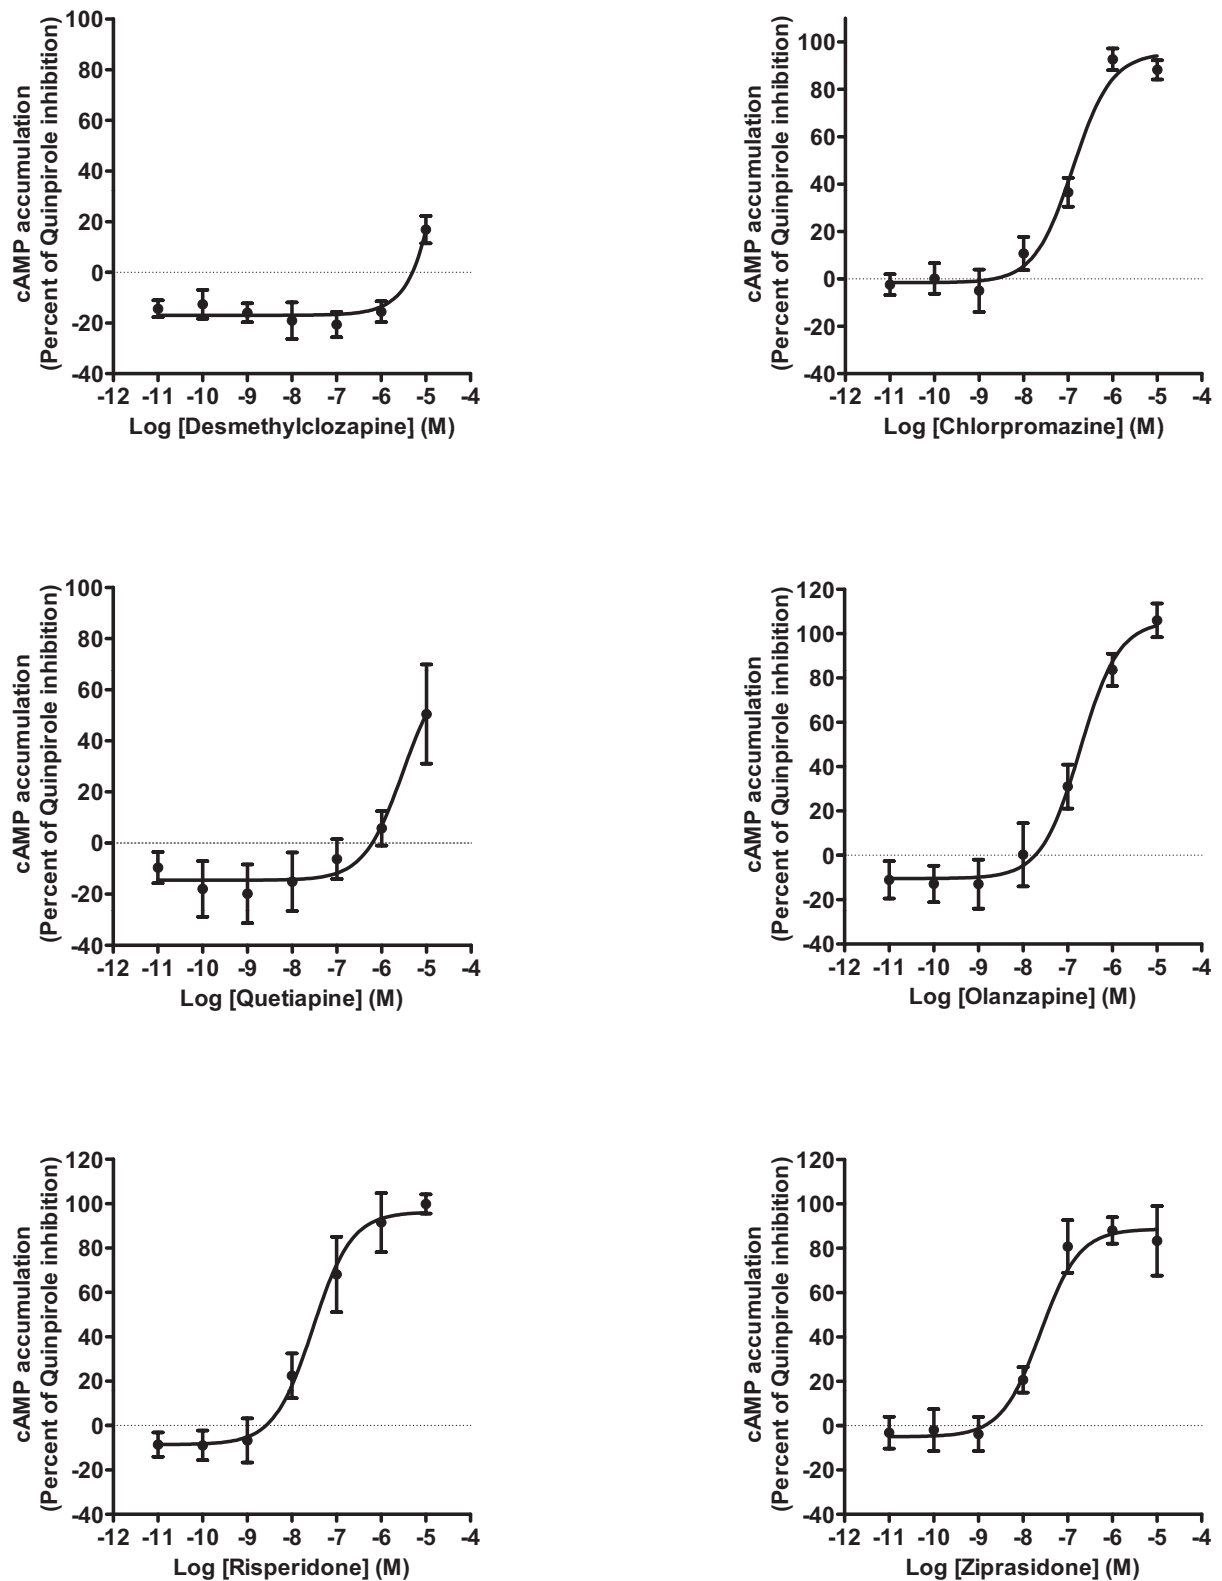 cAMP accumulation
(Percent of Quinpirole inhibition)
100
80
60
40
20
0
-20
-40
-12 -11 -10 -9 -8 -7 -6 -5 -4
Log [Desmethylclozapine] (M)
cAMP accumulation
(Percent of Quinpirole inhibition)
100
80
60
40
20
0
-20
-40
-12 -11 -10 -9 -8 -7 -6 -5 -4
Log [Chlorpromazine] (M)
cAMP accumulation
(Percent of Quinpirole inhibition)
100
80
60
40
20
0
-20
-40
-12 -11 -10 -9 -8 -7 -6 -5 -4
Log [Quetiapine] (M)
cAMP accumulation
(Percent of Quinpirole inhibition)
120
100
80
60
40
20
0
-20
-40
-12 -11 -10 -9 -8 -7 -6 -5 -4
Log [Olanzapine] (M)
cAMP accumulation
(Percent of Quinpirole inhibition)
120
100
80
60
40
20
0
-20
-40
-12 -11 -10 -9 -8 -7 -6 -5 -4
Log [Risperidone] (M)
cAMP accumulation
(Percent of Quinpirole inhibition)
120
100
80
60
40
20
0
-20
-40
-12 -11 -10 -9 -8 -7 -6 -5 -4
Log [Ziprasidone] (M)